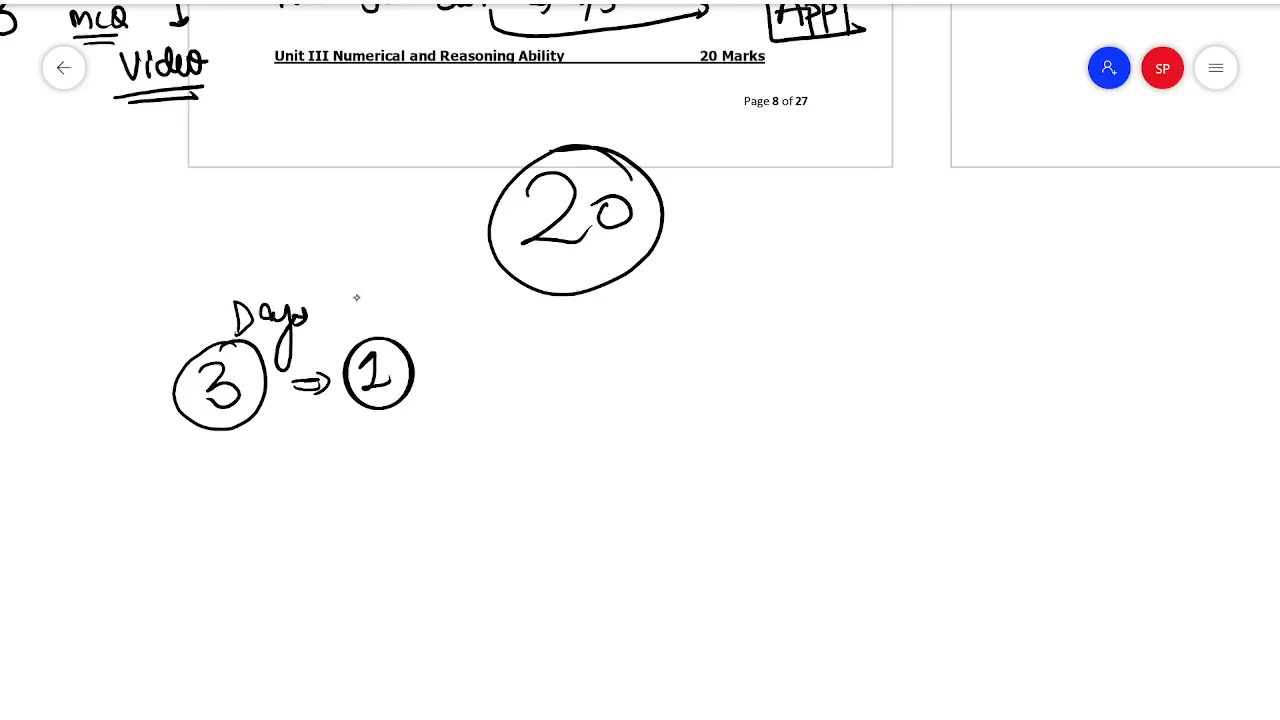 MCQ
APP
Video
Unit III Numerical and Reasoning Ability 20 Marks
SP
Page 8 of 27
20
Days
3 ⇒ 1